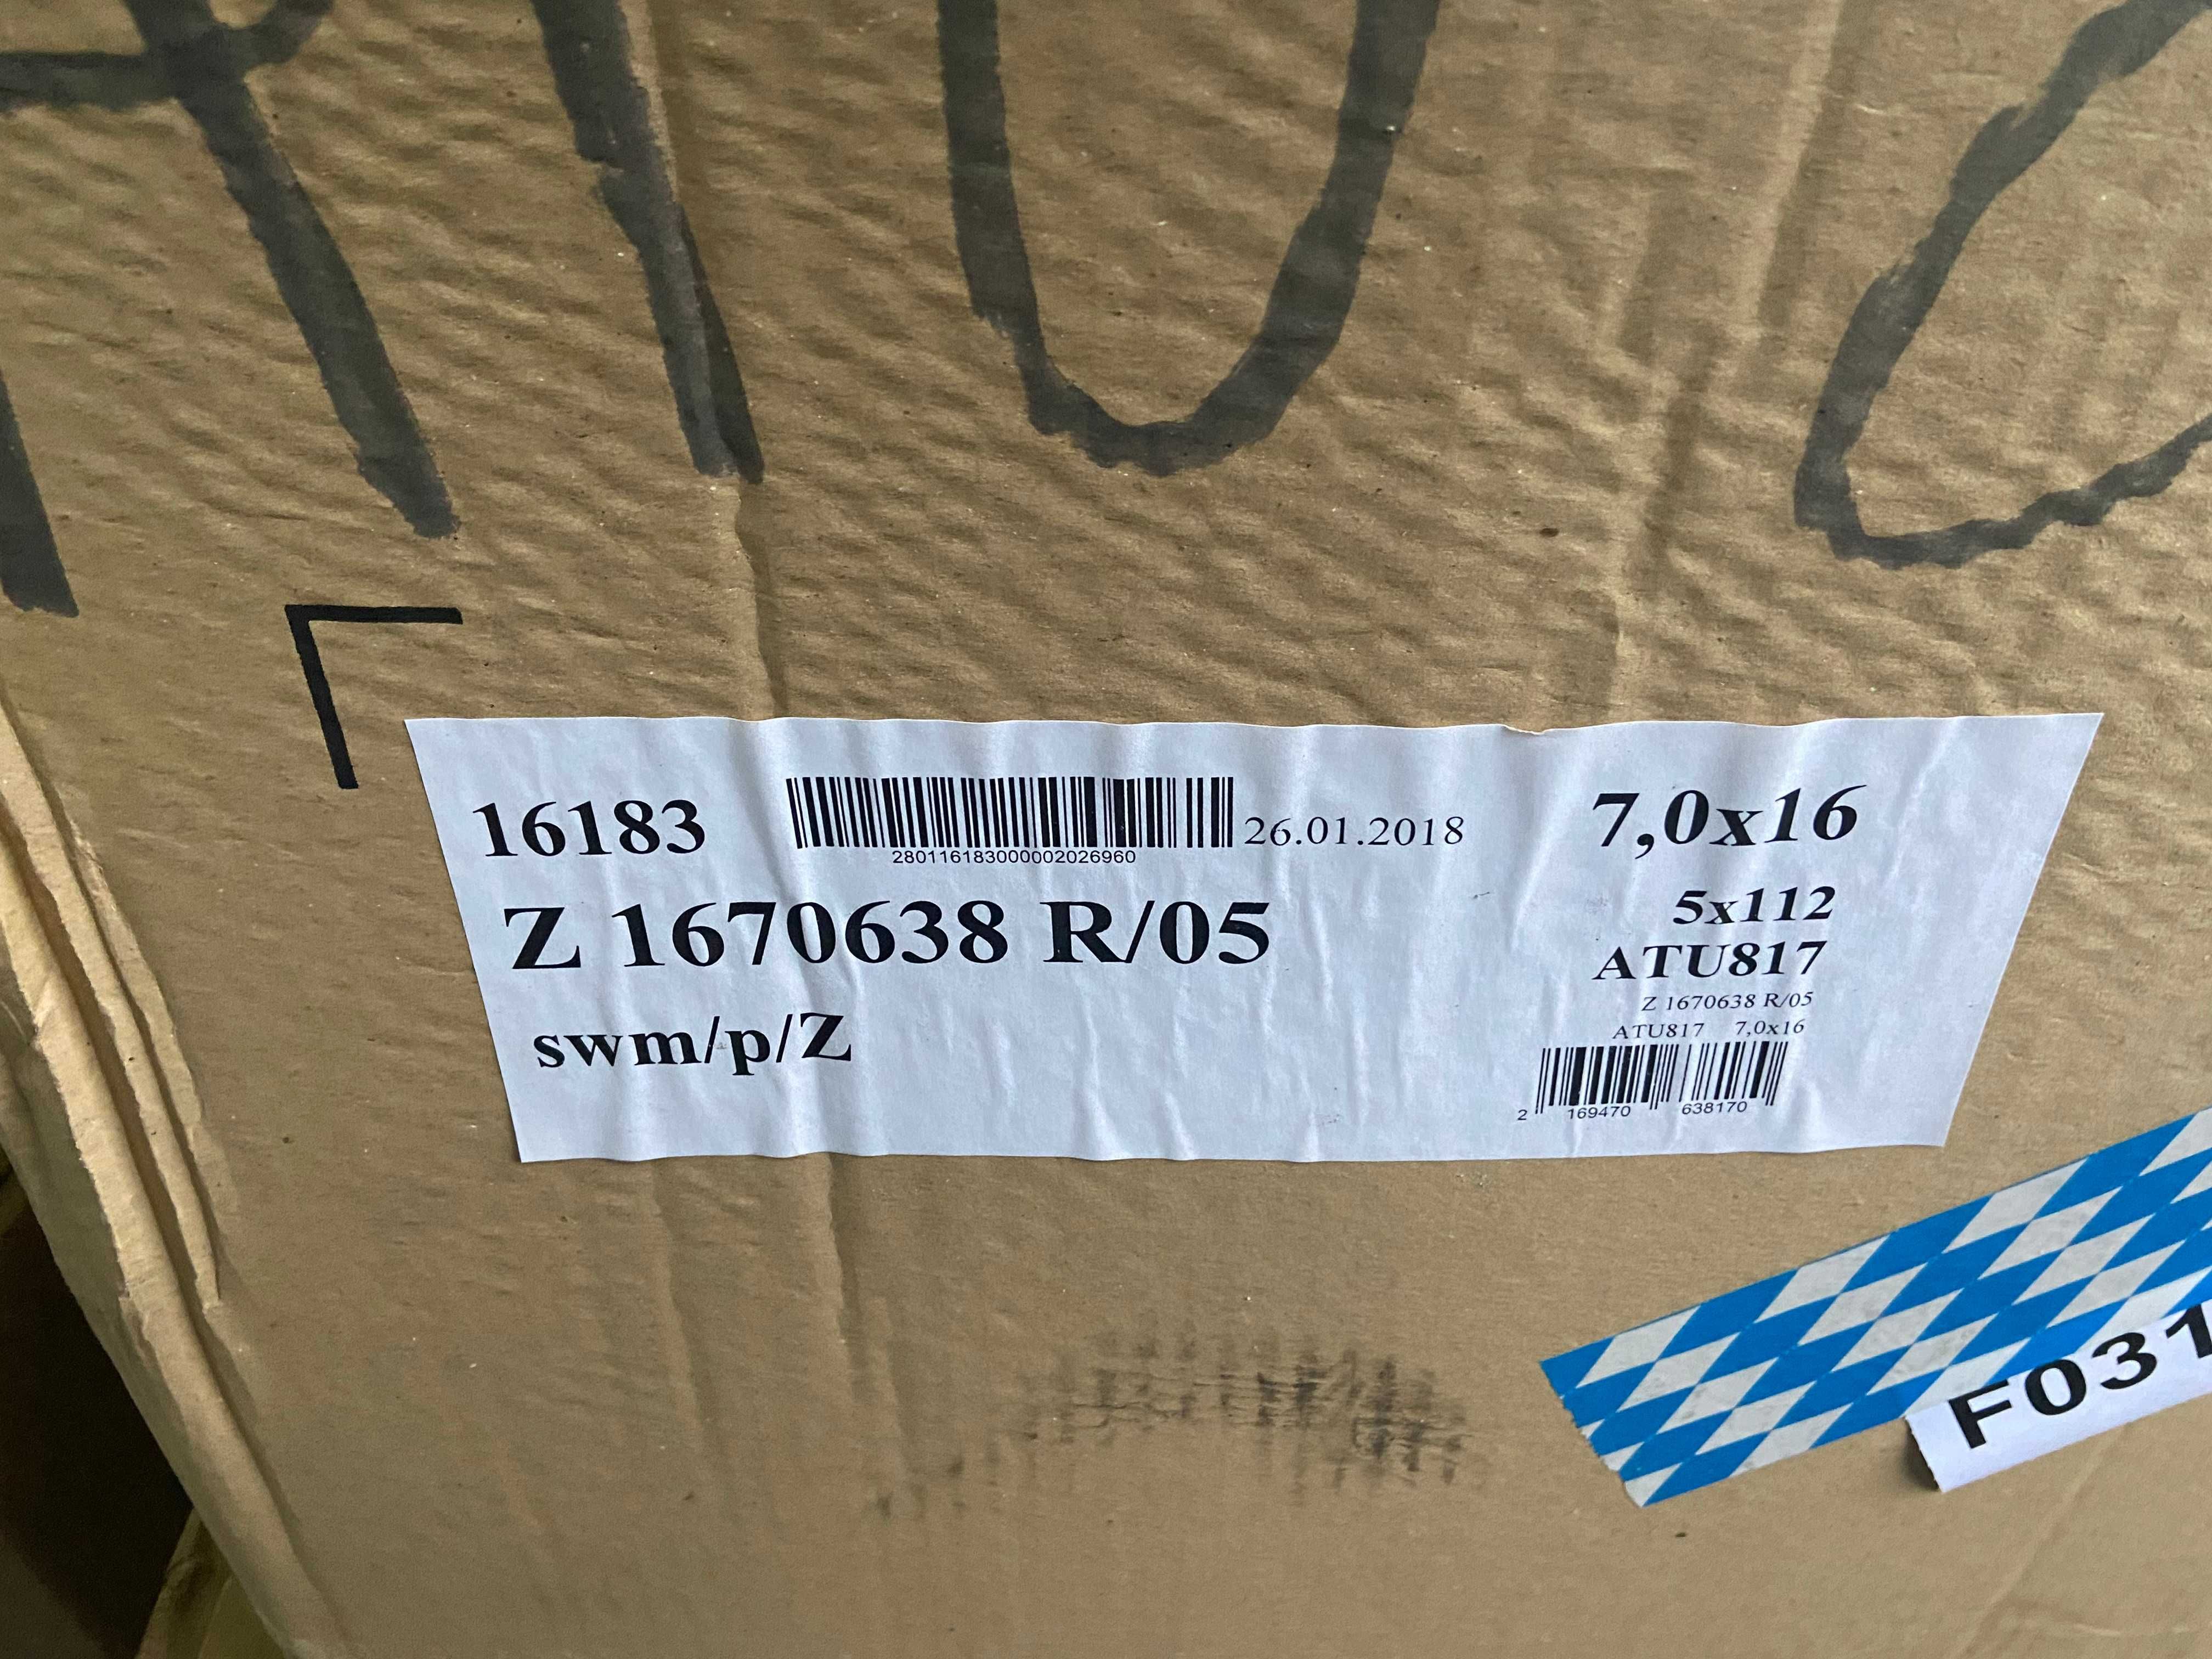 16183
280116183000002026960
26.01.2018
7,0x16
Z 1670638 R/05
5x112
ATU817
swm/p/Z
Z 1670638 R/05
ATU817 7,0x16
2 169470 638170
F031